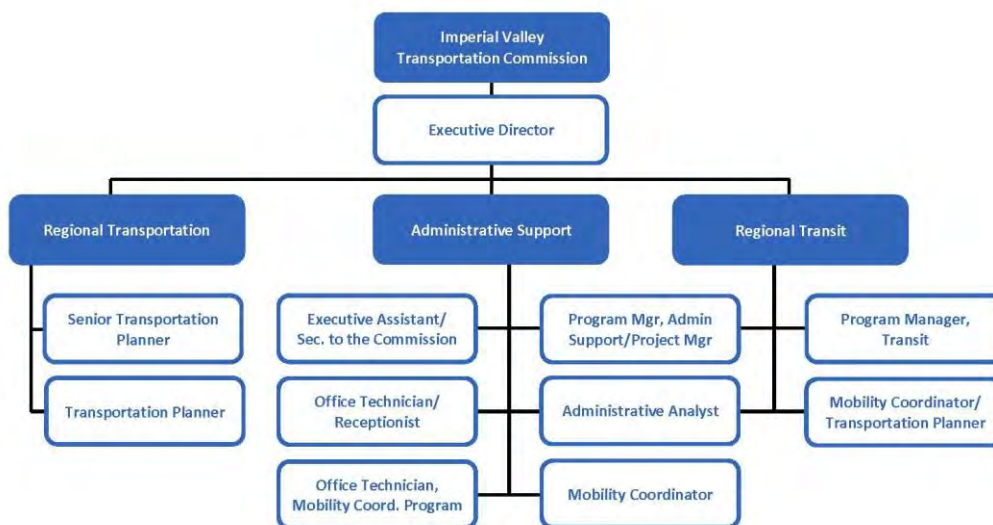 Imperial Valley
Transportation Commission
Executive Director
Regional Transportation
Administrative Support
Regional Transit
Senior Transportation
Planner
Executive Assistant/
Sec. to the Commission
Program Mgr, Admin
Support/Project Mgr
Program Manager,
Transit
Transportation Planner
Office Technician/
Receptionist
Administrative Analyst
Mobility Coordinator/
Transportation Planner
Office Technician,
Mobility Coord. Program
Mobility Coordinator